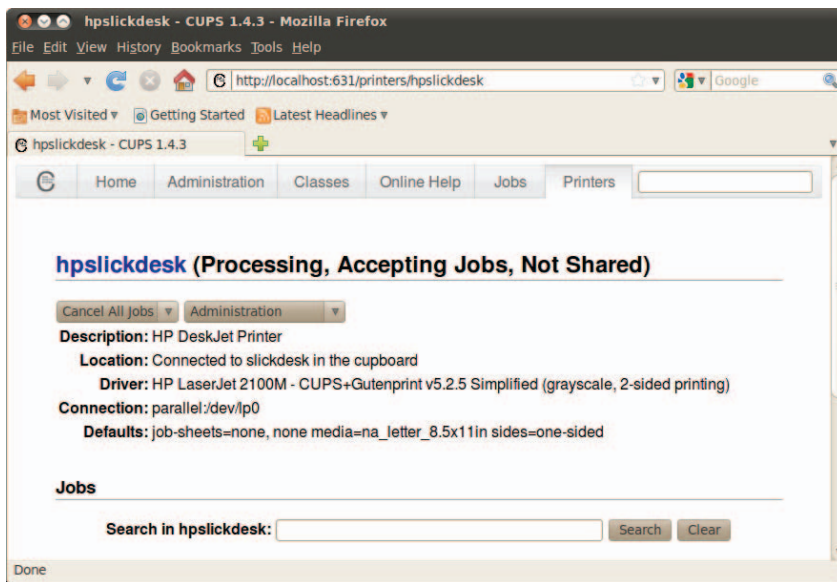 hpslickdesk - CUPS 1.4.3 - Mozilla Firefox
File Edit View History Bookmarks Tools Help
http://localhost:631/printers/hpslickdesk
Google
Most Visited Getting Started Latest Headlines
hpslickdesk - CUPS 1.4.3
Home Administration Classes Online Help Jobs Printers
hpslickdesk (Processing, Accepting Jobs, Not Shared)
Cancel All Jobs Administration
Description: HP DeskJet Printer
Location: Connected to slickdesk in the cupboard
Driver: HP LaserJet 2100M - CUPS+Gutenprint v5.2.5 Simplified (grayscale, 2-sided printing)
Connection: parallel:/dev/lp0
Defaults: job-sheets=none, none media=na_letter_8.5x11in sides=one-sided
Jobs
Search in hpslickdesk: Search Clear
Done